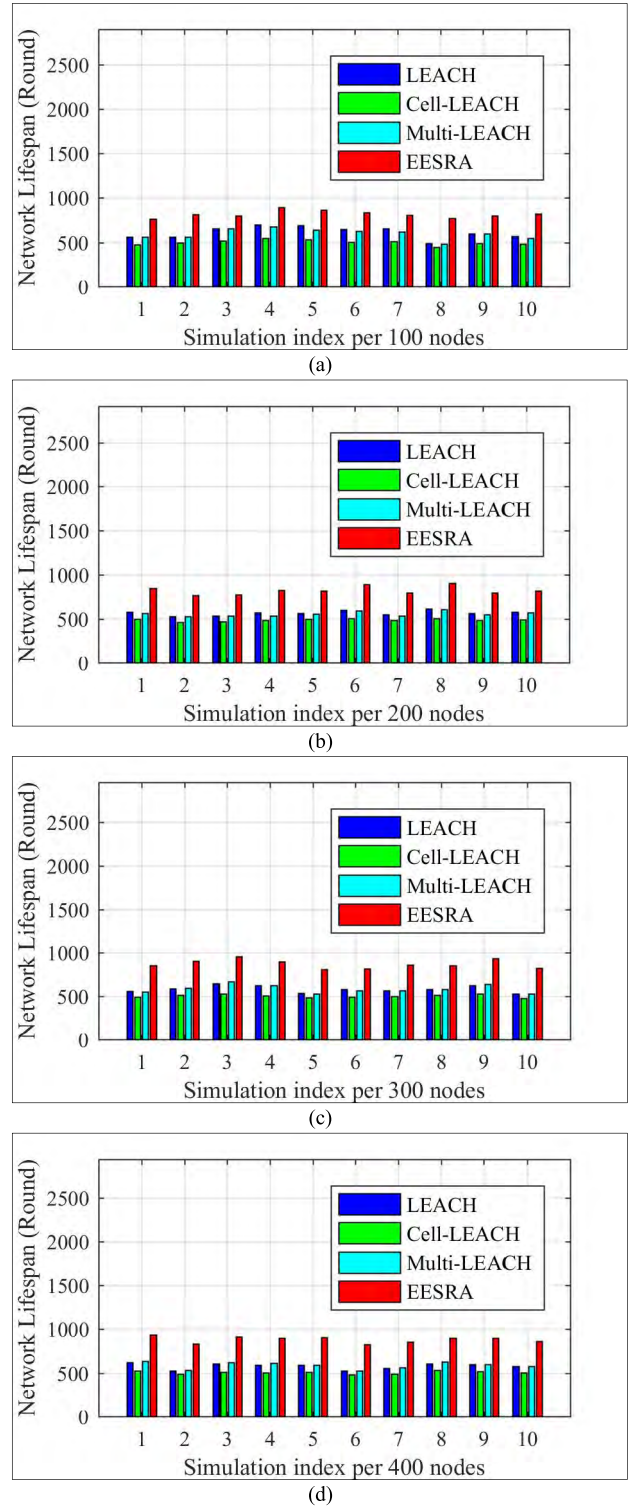 Network Lifespan (Round)
2500
2000
1500
1000
500
0
LEACH
Cell-LEACH
Multi-LEACH
EESRA
1 2 3 4 5 6 7 8 9 10
Simulation index per 100 nodes
(a)
Network Lifespan (Round)
2500
2000
1500
1000
500
0
LEACH
Cell-LEACH
Multi-LEACH
EESRA
1 2 3 4 5 6 7 8 9 10
Simulation index per 200 nodes
(b)
Network Lifespan (Round)
2500
2000
1500
1000
500
0
LEACH
Cell-LEACH
Multi-LEACH
EESRA
1 2 3 4 5 6 7 8 9 10
Simulation index per 300 nodes
(c)
Network Lifespan (Round)
2500
2000
1500
1000
500
0
LEACH
Cell-LEACH
Multi-LEACH
EESRA
1 2 3 4 5 6 7 8 9 10
Simulation index per 400 nodes
(d)